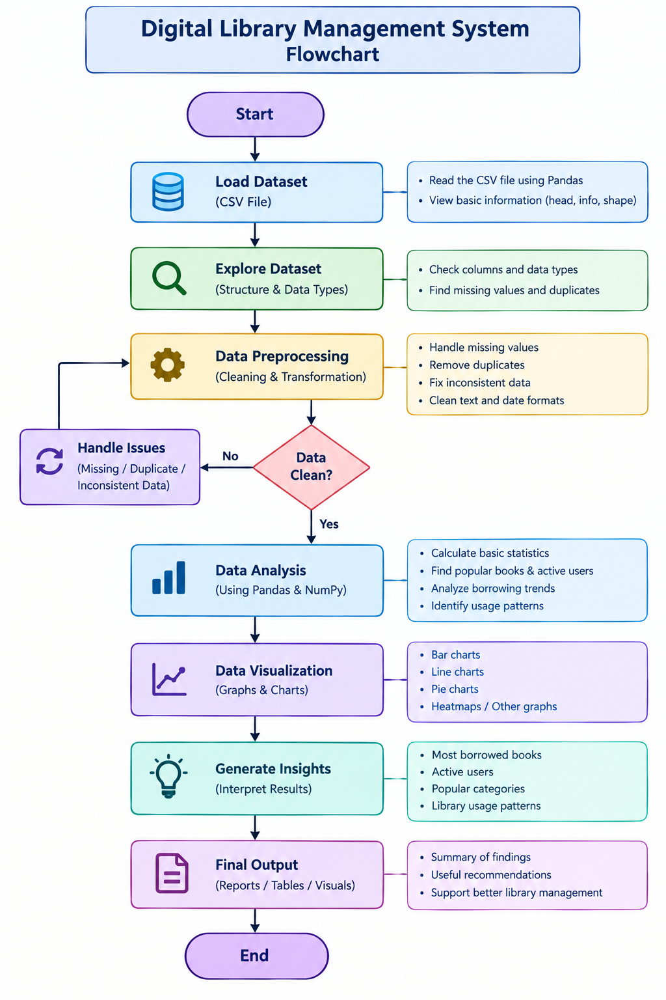 Digital Library Management System
Flowchart
Start
Load Dataset
(CSV File)
• Read the CSV file using Pandas
• View basic information (head, info, shape)
Explore Dataset
(Structure & Data Types)
• Check columns and data types
• Find missing values and duplicates
Data Preprocessing
(Cleaning & Transformation)
• Handle missing values
• Remove duplicates
• Fix inconsistent data
• Clean text and date formats
Data
Clean?
No
Handle Issues
(Missing / Duplicate /
Inconsistent Data)
Yes
Data Analysis
(Using Pandas & NumPy)
• Calculate basic statistics
• Find popular books & active users
• Analyze borrowing trends
• Identify usage patterns
Data Visualization
(Graphs & Charts)
• Bar charts
• Line charts
• Pie charts
• Heatmaps / Other graphs
Generate Insights
(Interpret Results)
• Most borrowed books
• Active users
• Popular categories
• Library usage patterns
Final Output
(Reports / Tables / Visuals)
• Summary of findings
• Useful recommendations
• Support better library management
End